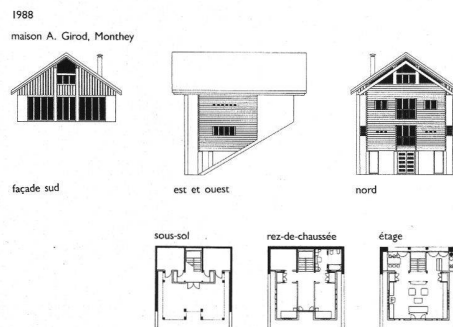 1988
maison A. Girod, Monthey
façade sud
est et ouest
nord
sous-sol
rez-de-chaussée
étage